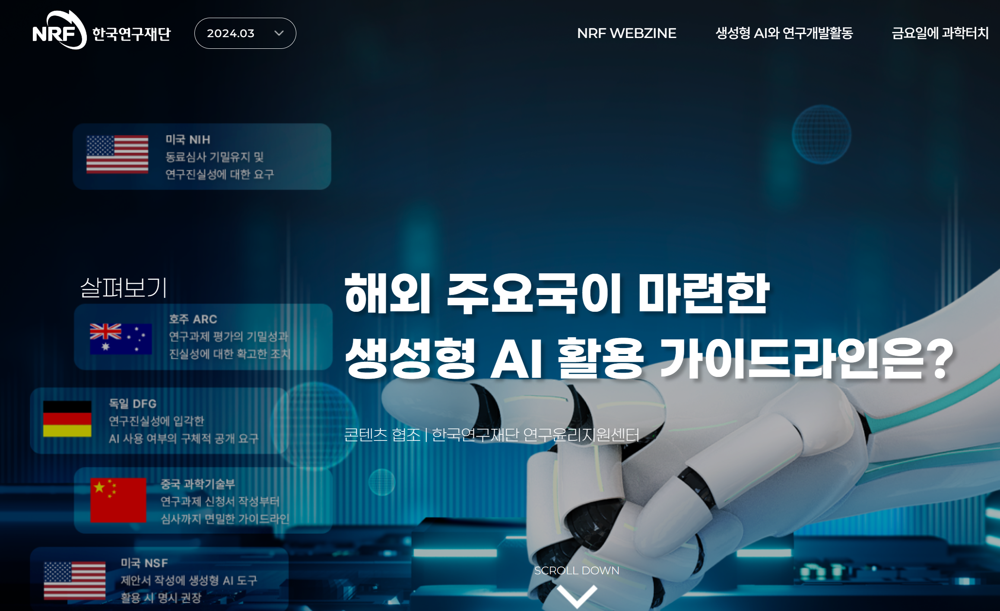 NRF 한국연구재단
2024.03
NRF WEBZINE
생성형 AI와 연구개발활동
금요일에 과학터치
미국 NIH
동료심사 기밀유지 및
연구진실성에 대한 요구
살펴보기
해외 주요국이 마련한
생성형 AI 활용 가이드라인은?
콘텐츠 협조 | 한국연구재단 연구윤리지원센터
호주 ARC
연구과제 평가의 기밀성과
진실성에 대한 확고한 조치
독일 DFG
연구진실성에 입각한
AI 사용 여부의 구체적 공개 요구
중국 과학기술부
연구과제 신청서 작성부터
심사까지 면밀한 가이드라인
미국 NSF
제안서 작성에 생성형 AI 도구
활용 시 명시 권장
SCROLL DOWN